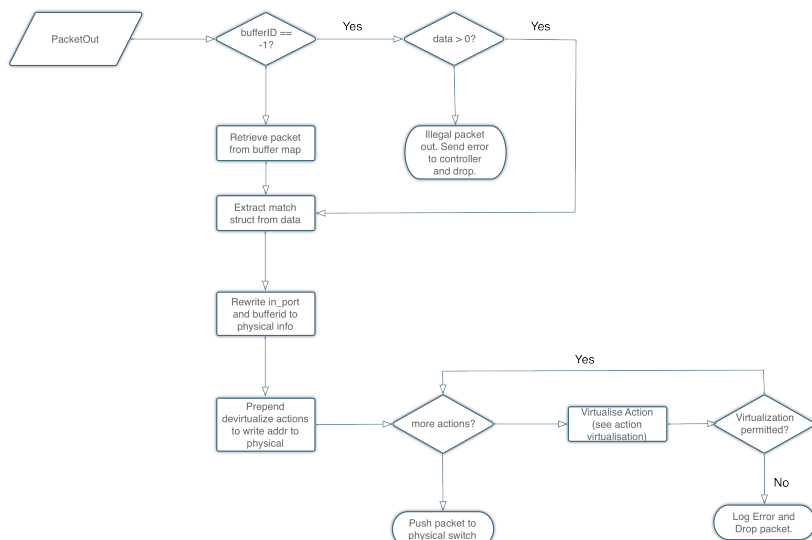 PacketOut
bufferID ==
-1?
Yes
data > 0?
Yes
Retrieve packet
from buffer map
Illegal packet
out. Send error
to controller
and drop.
Extract match
struct from data
Rewrite in_port
and bufferid to
physical info
Yes
Prepend
devirtualize actions
to write addr to
physical
more actions?
Virtualise Action
(see action
virtualisation)
Virtualization
permitted?
No
Push packet to
physical switch
Log Error and
Drop packet.